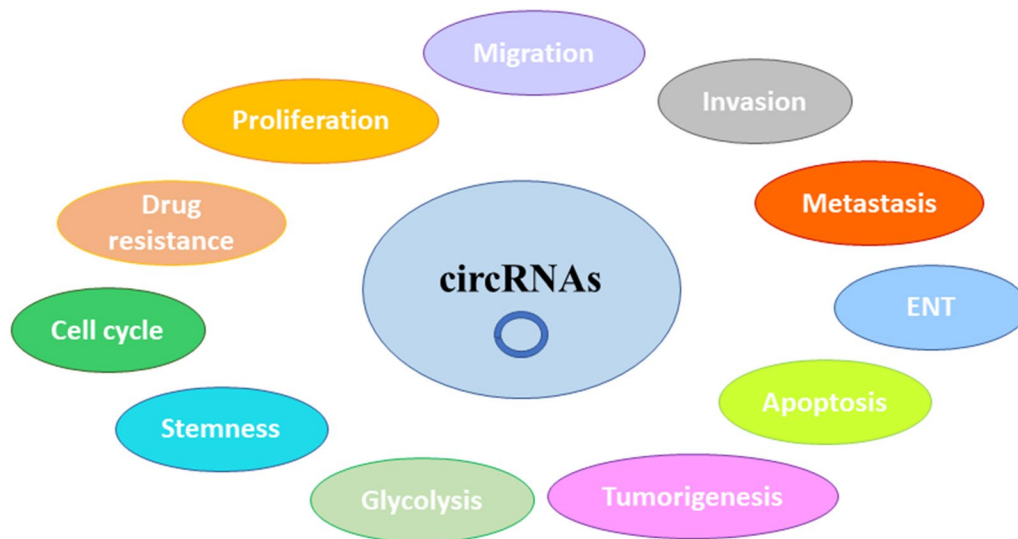 Migration
Invasion
Proliferation
Metastasis
Drug
resistance
circRNAs
ENT
Cell cycle
Apoptosis
Stemness
Glycolysis
Tumorigenesis